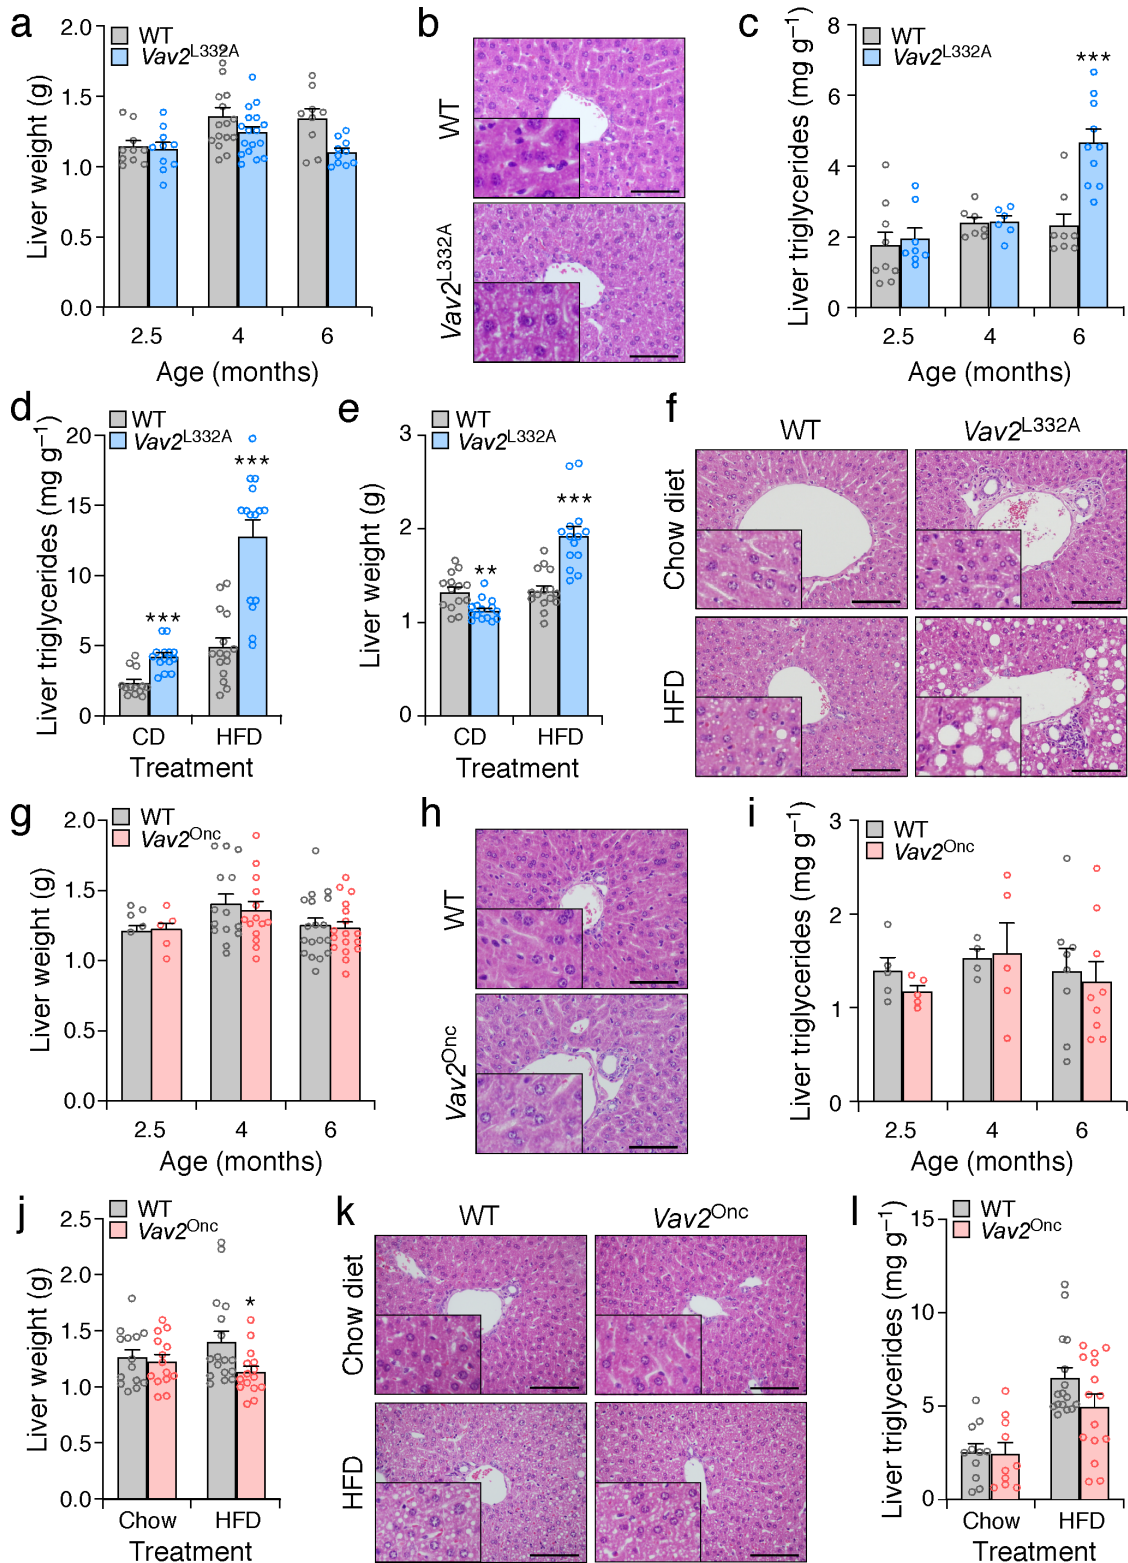 a
WT
Vav2L332A
Liver weight (g)
2.0
1.5
1.0
0.5
0.0
2.5 4 6
Age (months)
b
WT
Vav2L332A
c
WT
Vav2L332A
***
Liver triglycerides (mg g–1)
8
6
4
2
0
2.5 4 6
Age (months)
d
WT
Vav2L332A
***
***
Liver triglycerides (mg g–1)
20
15
10
5
0
CD HFD
Treatment
e
WT
Vav2L332A
**
***
Liver weight (g)
3
2
1
0
CD HFD
Treatment
f
WT Vav2L332A
Chow diet
HFD
g
WT
Vav2Onc
Liver weight (g)
2.0
1.5
1.0
0.5
0.0
2.5 4 6
Age (months)
h
WT
Vav2Onc
i
WT
Vav2Onc
Liver triglycerides (mg g–1)
3
2
1
0
2.5 4 6
Age (months)
j
WT
Vav2Onc
*
Liver weight (g)
2.5
2.0
1.5
1.0
0.5
0.0
Chow HFD
Treatment
k
WT Vav2Onc
Chow diet
HFD
l
WT
Vav2Onc
Liver triglycerides (mg g–1)
15
10
5
0
Chow HFD
Treatment